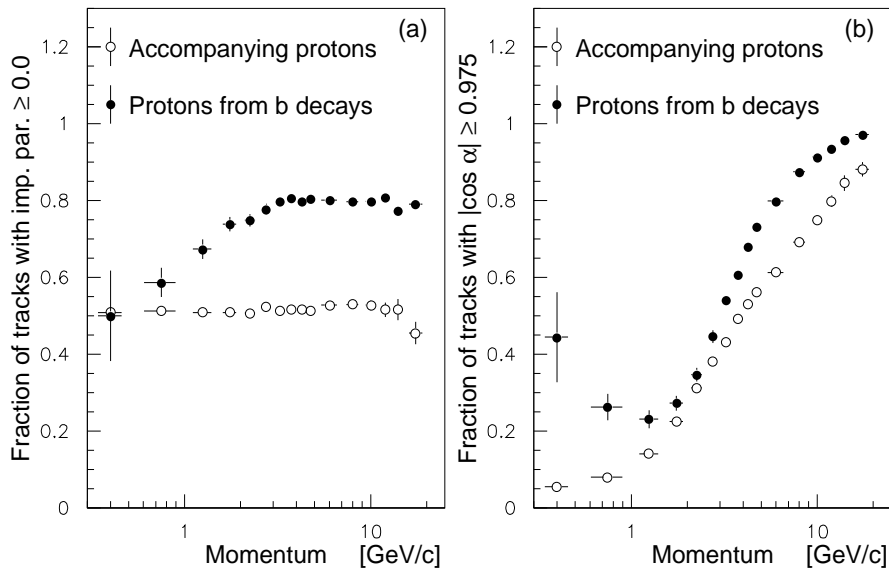 Fraction of tracks with imp. par. ≥ 0.0
(a)
Accompanying protons
Protons from b decays
1.2
1
0.8
0.6
0.4
0.2
0
1
10
Momentum [GeV/c]
Fraction of tracks with |cos α| ≥ 0.975
(b)
Accompanying protons
Protons from b decays
1.2
1
0.8
0.6
0.4
0.2
0
1
10
Momentum [GeV/c]